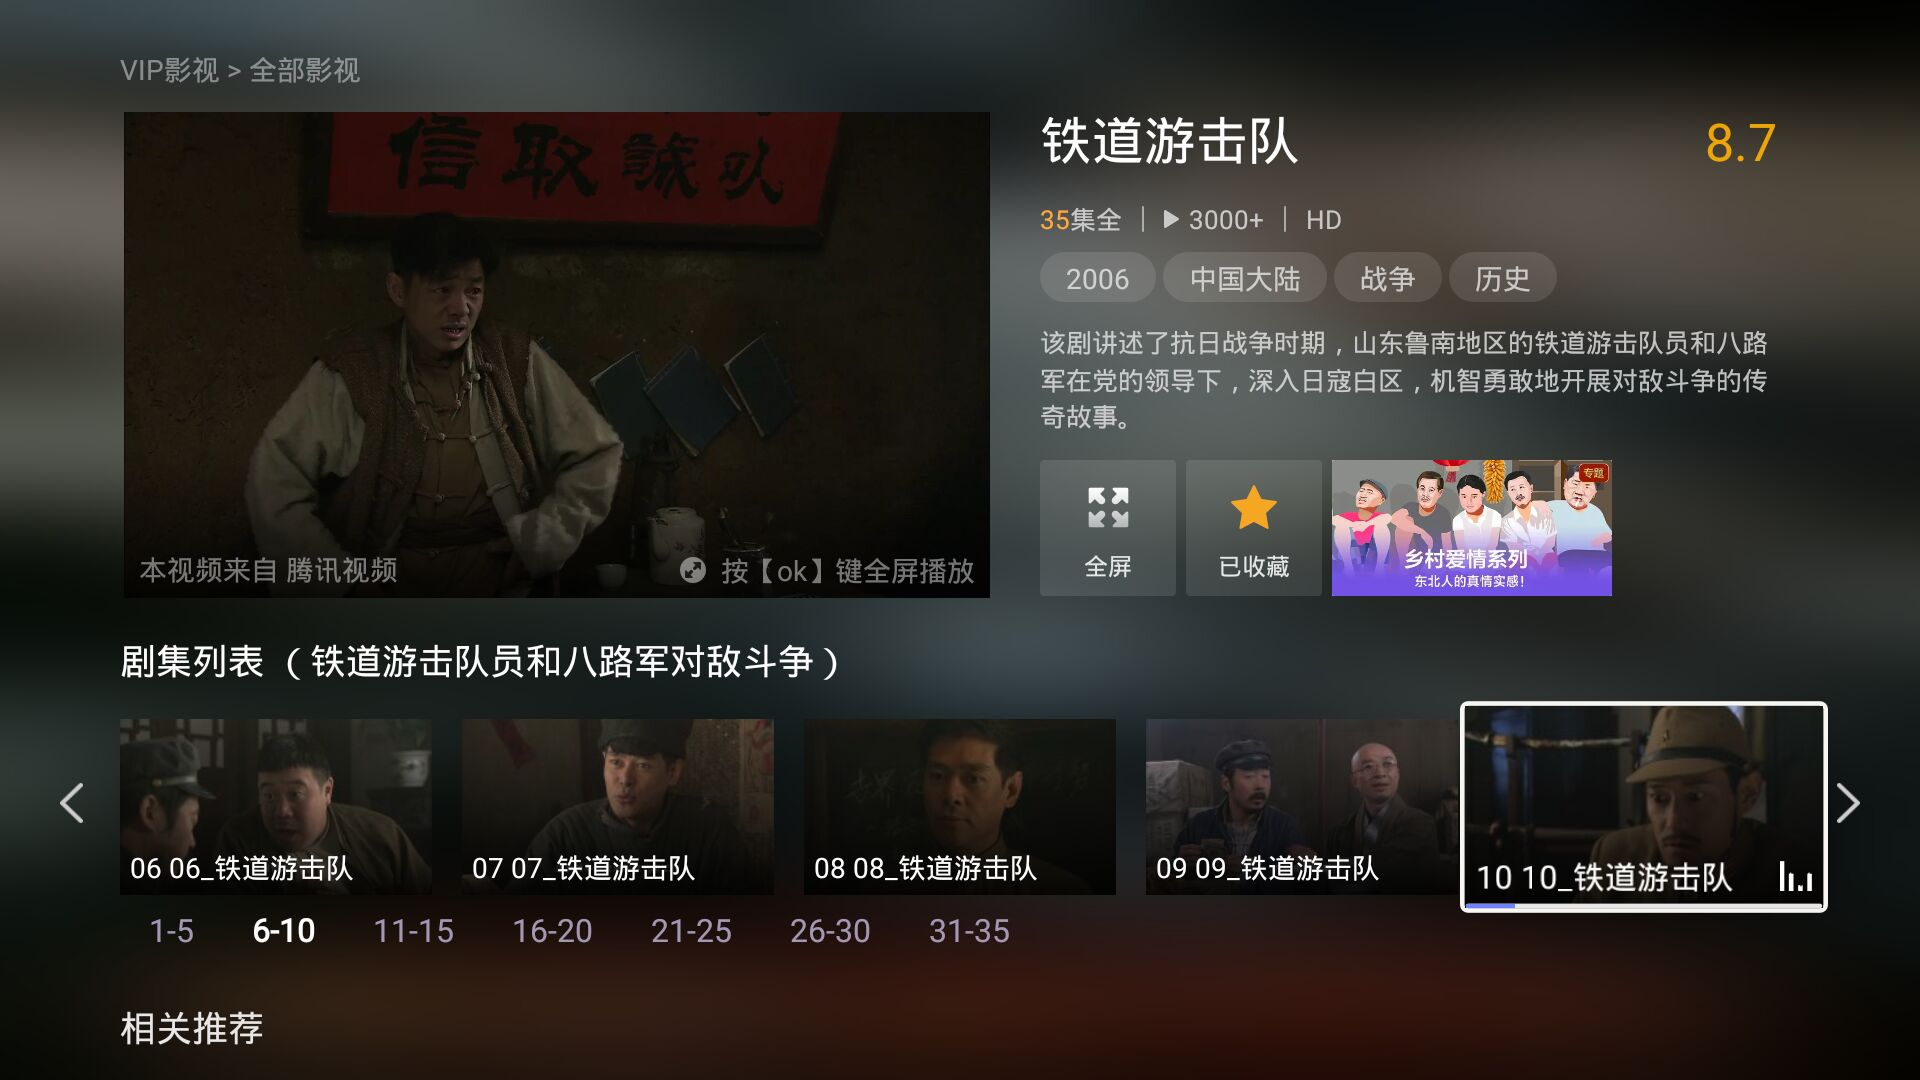 VIP影视 > 全部影视
信取誠队
本视频来自 腾讯视频
按【ok】键全屏播放
铁道游击队
8.7
35集全 | 3000+ | HD
2006 中国大陆 战争 历史
该剧讲述了抗日战争时期，山东鲁南地区的铁道游击队员和八路
军在党的领导下，深入日寇白区，机智勇敢地开展对敌斗争的传
奇故事。
全屏
已收藏
专题
乡村爱情系列
东北人的真情实感！
剧集列表 （铁道游击队员和八路军对敌斗争）
06 06_铁道游击队
07 07_铁道游击队
08 08_铁道游击队
09 09_铁道游击队
10 10_铁道游击队
1-5 6-10 11-15 16-20 21-25 26-30 31-35
相关推荐